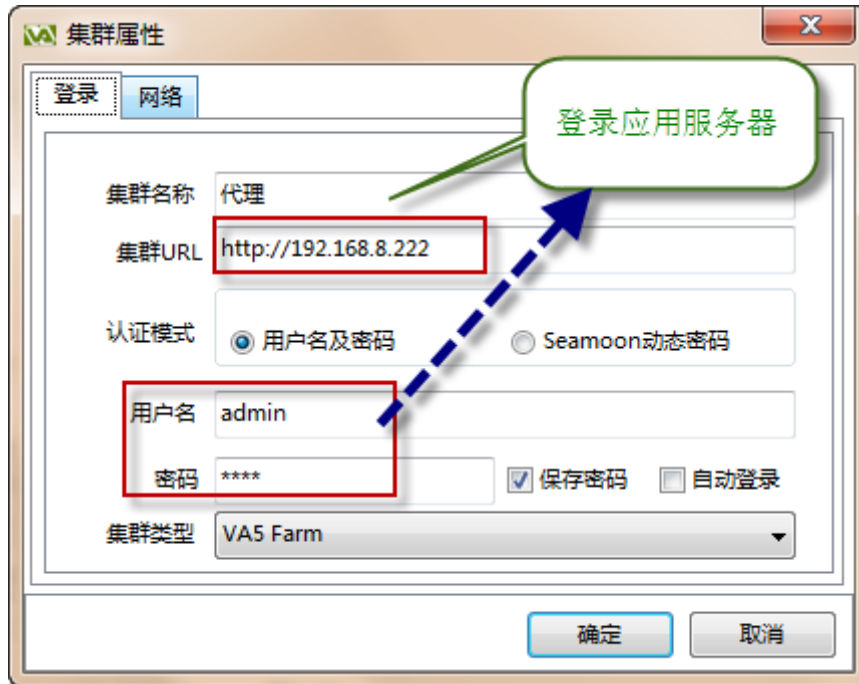 集群属性
登录 网络
登录应用服务器
集群名称 代理
集群URL http://192.168.8.222
认证模式 用户名及密码 Seamoon动态密码
用户名 admin
密码 **** 保存密码 自动登录
集群类型 VA5 Farm
确定 取消